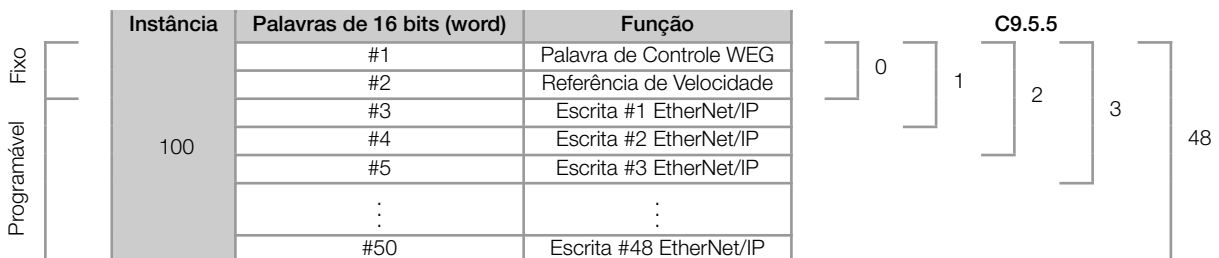 Instância Palavras de 16 bits (word) Função C9.5.5
Fixo
#1 Palavra de Controle WEG
#2 Referência de Velocidade
0
1
2
3
48
Programável
100
#3 Escrita #1 EtherNet/IP
#4 Escrita #2 EtherNet/IP
#5 Escrita #3 EtherNet/IP
: :
#50 Escrita #48 EtherNet/IP